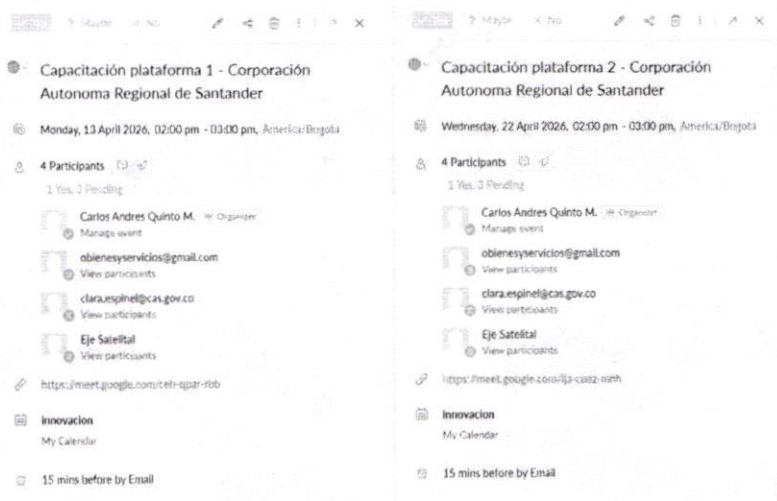 ? Maybe × No
Capacitación plataforma 1 - Corporación
Autonoma Regional de Santander
Monday, 13 April 2026, 02:00 pm - 03:00 pm, America/Bogota
4 Participants
1 Yes, 3 Pending
Carlos Andres Quinto M. Organizer
Manage event
obienesyservicios@gmail.com
View participants
clara.espinel@cas.gov.co
View participants
Eje Satelital
View participants
https://meet.google.com/
innovacion
My Calendar
15 mins before by Email
? Maybe × No
Capacitación plataforma 2 - Corporación
Autonoma Regional de Santander
Wednesday, 22 April 2026, 02:00 pm - 03:00 pm, America/Bogota
4 Participants
1 Yes, 3 Pending
Carlos Andres Quinto M. Organizer
Manage event
obienesyservicios@gmail.com
View participants
clara.espinel@cas.gov.co
View participants
Eje Satelital
View participants
https://meet.google.com/
innovacion
My Calendar
15 mins before by Email